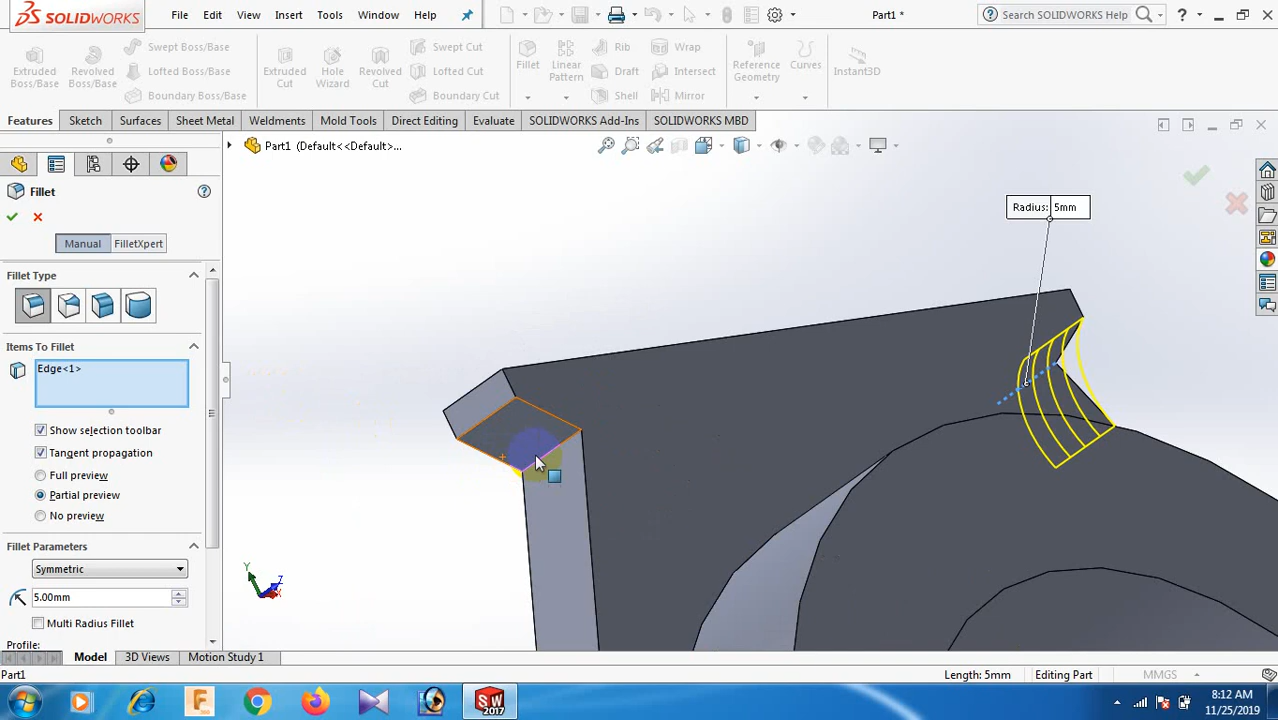 SOLIDWORKS File Edit View Insert Tools Window Help Part1 * Search SOLIDWORKS Help ?
Extruded Boss/Base
Revolved Boss/Base
Swept Boss/Base
Lofted Boss/Base
Boundary Boss/Base
Extruded Cut
Hole Wizard
Revolved Cut
Swept Cut
Lofted Cut
Boundary Cut
Fillet
Linear Pattern
Rib
Draft
Shell
Wrap
Intersect
Mirror
Reference Geometry
Curves
Instant3D
Features Sketch Surfaces Sheet Metal Weldments Mold Tools Direct Editing Evaluate SOLIDWORKS Add-Ins SOLIDWORKS MBD
Part1 (Default<<Default>...
Fillet
Manual FilletXpert
Fillet Type
Items To Fillet
Edge<1>
Show selection toolbar
Tangent propagation
Full preview
Partial preview
No preview
Fillet Parameters
Symmetric
5.00mm
Multi Radius Fillet
Profile:
Radius: 5mm
Y
Z
X
Model 3D Views Motion Study 1
Part1 Length: 5mm Editing Part MMGS
SW 2017
8:12 AM
11/25/2019